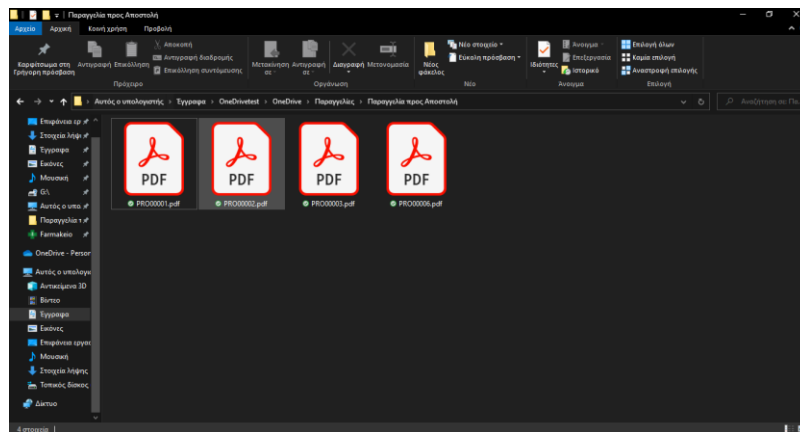 Παραγγελία προς Αποστολή
Αρχείο Αρχική Κοινή χρήση Προβολή
Καρφίτσωμα στη Γρήγορη πρόσβαση
Αντιγραφή Επικόλληση
Αποκοπή
Αντιγραφή διαδρομής
Επικόλληση συντόμευσης
Πρόχειρο
Μετακίνηση σε Αντιγραφή σε Διαγραφή Μετονομασία
Οργάνωση
Νέος φάκελος
Νέο στοιχείο
Εύκολη πρόσβαση
Νέο
Ιδιότητες
Άνοιγμα
Επεξεργασία
Ιστορικό
Άνοιγμα
Επιλογή όλων
Καμία επιλογή
Αναστροφή επιλογής
Επιλογή
Αυτός ο υπολογιστής › Έγγραφα › OneDrivetest › OneDrive › Παραγγελίες › Παραγγελία προς Αποστολή
Αναζήτηση σε: Πα
Επιφάνεια ερ
Στοιχεία λήψ
Έγγραφα
Εικόνες
Μουσική
G:\
Αυτός ο υπο
Παραγγελία τ
Farmakeio
OneDrive - Person
Αυτός ο υπολογι
Αντικείμενα 3D
Βίντεο
Έγγραφα
Εικόνες
Επιφάνεια εργασ
Μουσική
Στοιχεία λήψης
Τοπικός δίσκος
Δίκτυο
PDF PDF PDF PDF
PRO00001.pdf PRO00002.pdf PRO00003.pdf PRO00006.pdf
4 στοιχεία